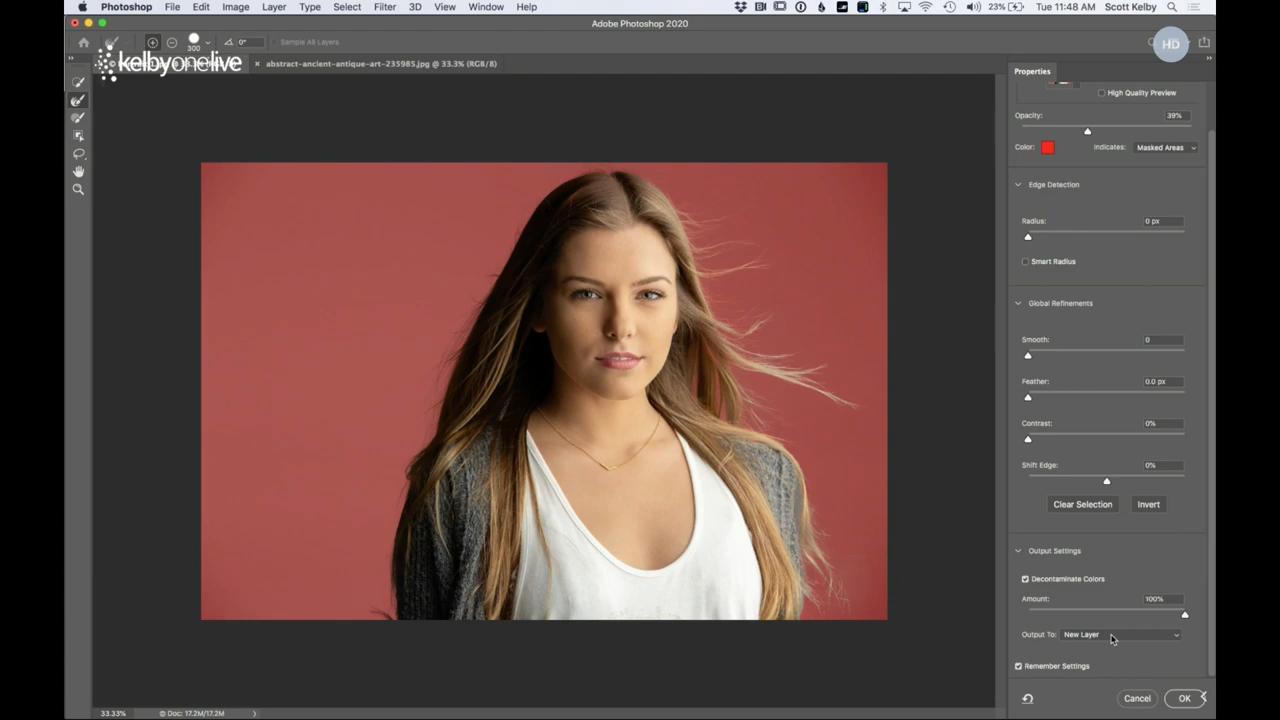 Photoshop File Edit Image Layer Type Select Filter 3D View Window Help 23% Tue 11:48 AM Scott Kelby
Adobe Photoshop 2020
300 0° Sample All Layers
HD
kelbyonelive
abstract-ancient-antique-art-235985.jpg @ 33.3% (RGB/8)
Properties
High Quality Preview
Opacity: 39%
Color: Indicates: Masked Areas
Edge Detection
Radius: 0 px
Smart Radius
Global Refinements
Smooth: 0
Feather: 0.0 px
Contrast: 0%
Shift Edge: 0%
Clear Selection Invert
Output Settings
Decontaminate Colors
Amount: 100%
Output To: New Layer
Remember Settings
Cancel OK
33.33% Doc: 17.2M/17.2M